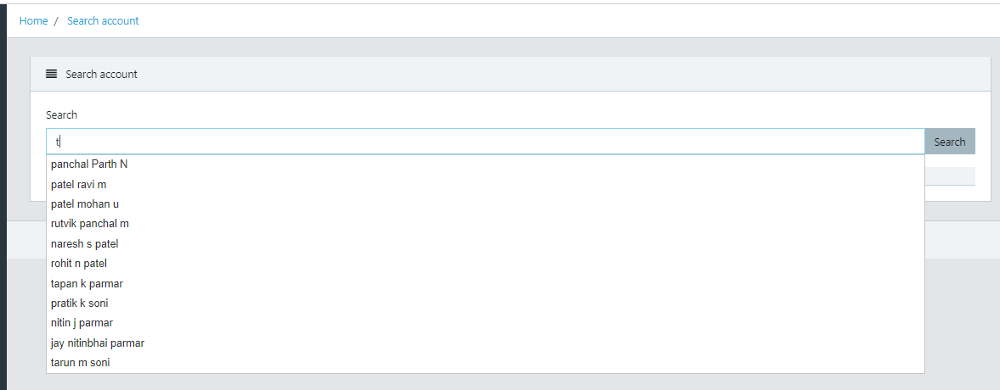 Home / Search account
Search account
Search
t
Search
panchal Parth N
patel ravi m
patel mohan u
rutvik panchal m
naresh s patel
rohit n patel
tapan k parmar
pratik k soni
nitin j parmar
jay nitinbhai parmar
tarun m soni